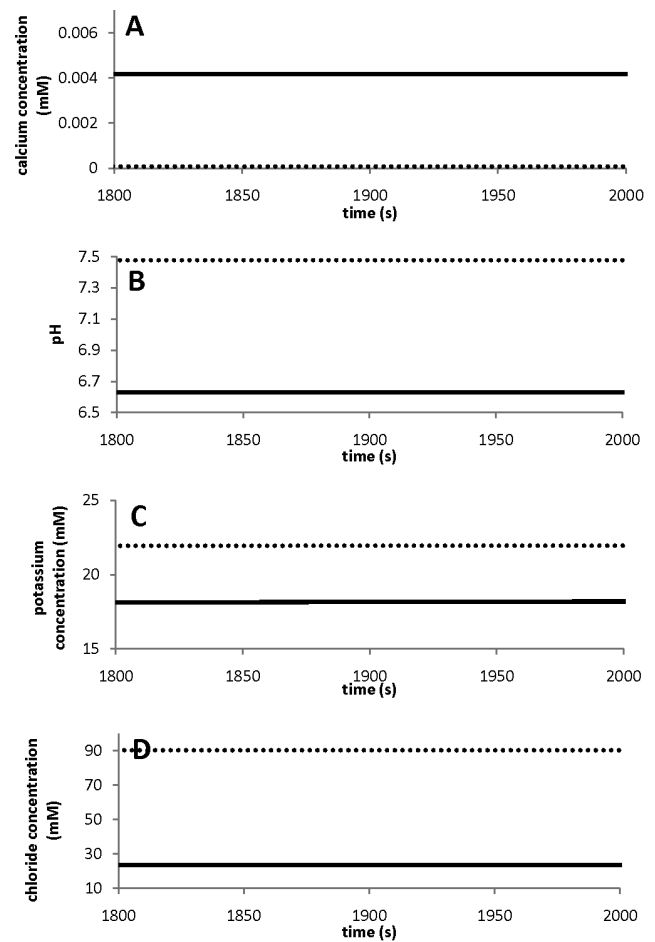 A
calcium concentration
(mM)
0.006
0.004
0.002
0
1800 1850 1900 1950 2000
time (s)
B
pH
7.5
7.3
7.1
6.9
6.7
6.5
1800 1850 1900 1950 2000
time (s)
C
potassium
concentration (mM)
25
20
15
1800 1850 1900 1950 2000
time (s)
D
chloride concentration
(mM)
90
70
50
30
10
1800 1850 1900 1950 2000
time (s)